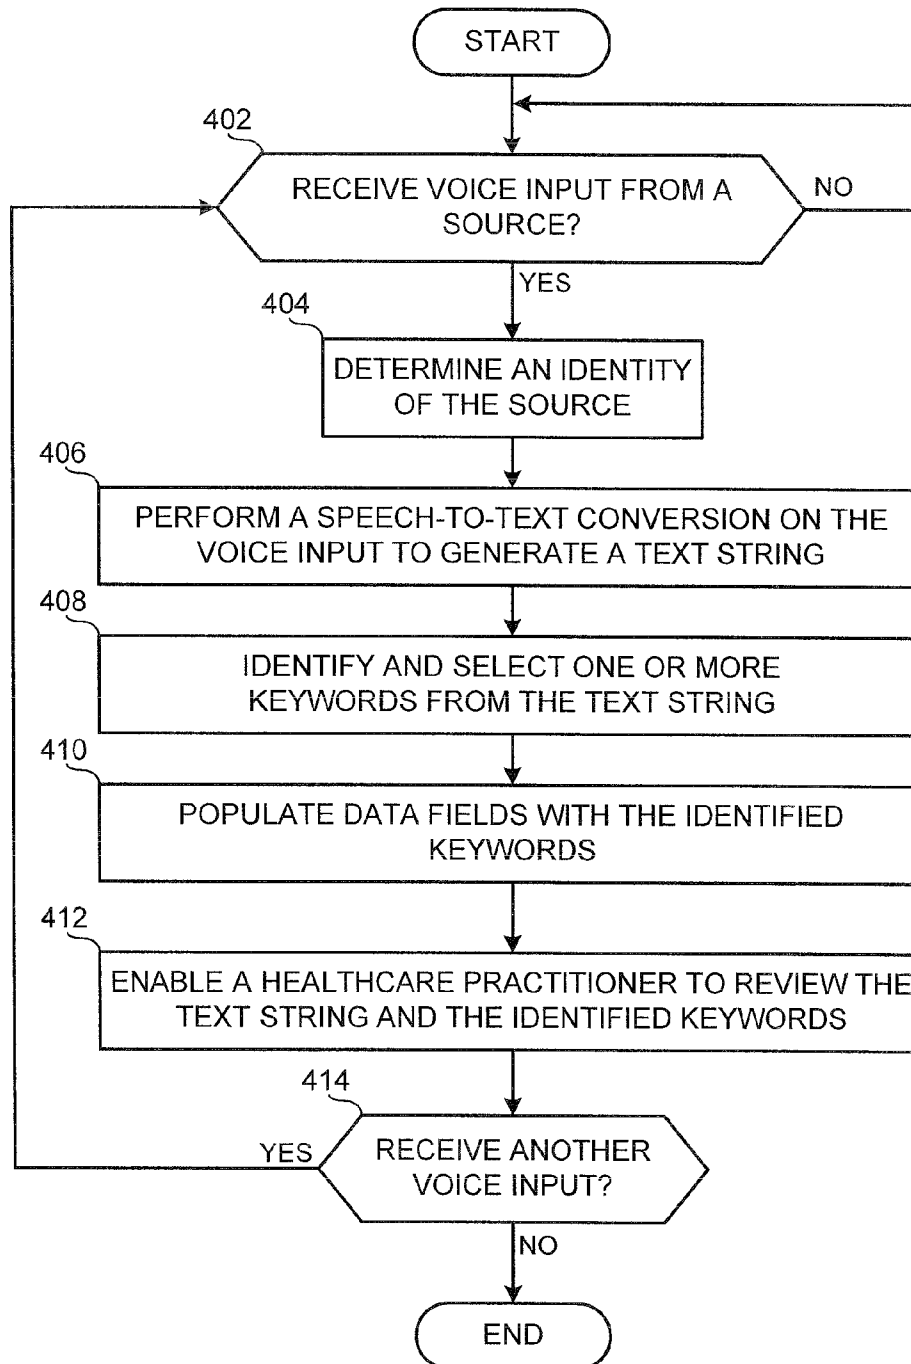 START
402
RECEIVE VOICE INPUT FROM A
SOURCE?
NO
YES
404
DETERMINE AN IDENTITY
OF THE SOURCE
406
PERFORM A SPEECH-TO-TEXT CONVERSION ON THE
VOICE INPUT TO GENERATE A TEXT STRING
408
IDENTIFY AND SELECT ONE OR MORE
KEYWORDS FROM THE TEXT STRING
410
POPULATE DATA FIELDS WITH THE IDENTIFIED
KEYWORDS
412
ENABLE A HEALTHCARE PRACTITIONER TO REVIEW THE
TEXT STRING AND THE IDENTIFIED KEYWORDS
414
YES
RECEIVE ANOTHER
VOICE INPUT?
NO
END